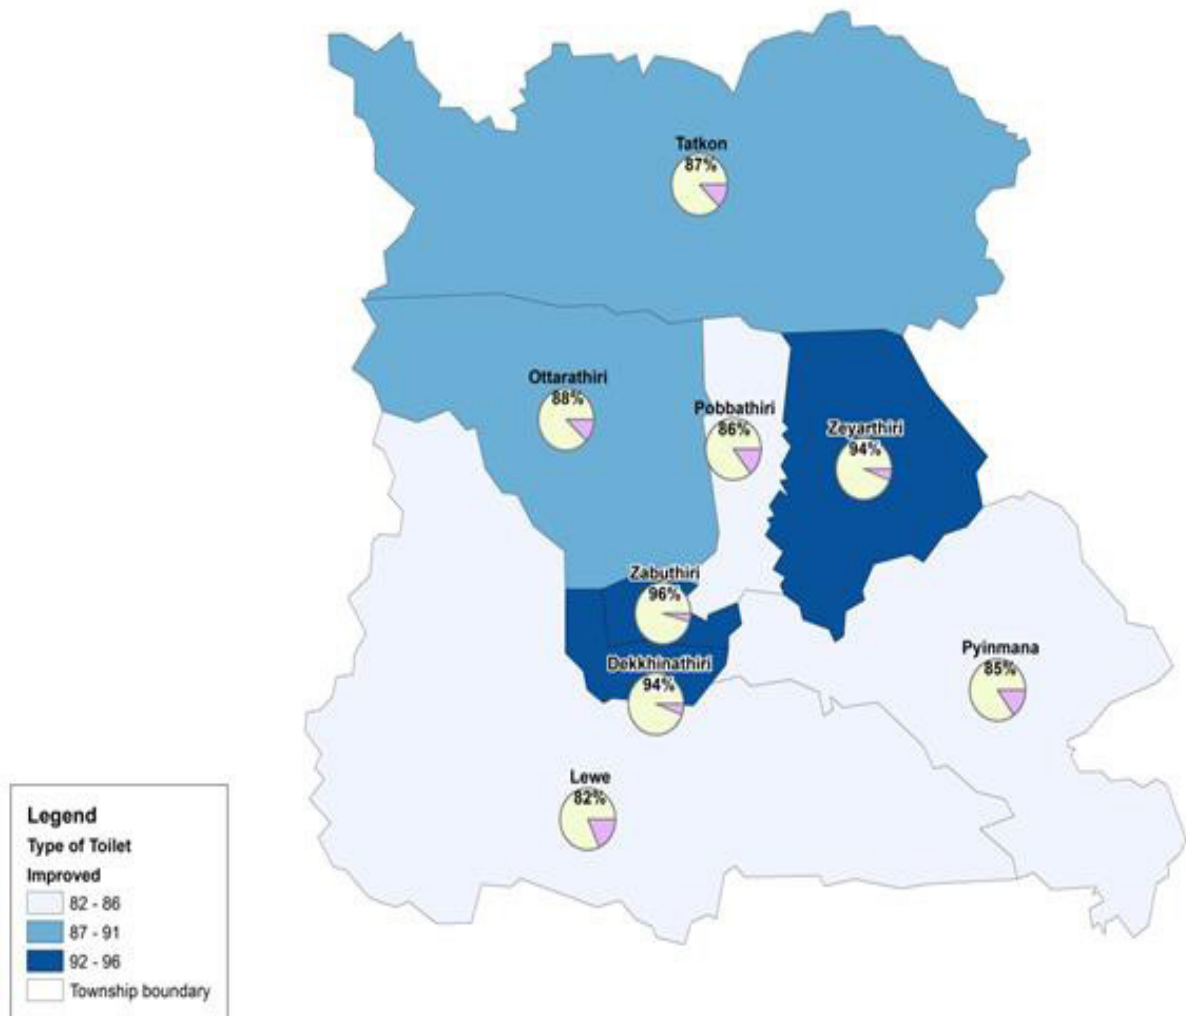 Tatkon
87%
Ottarathiri
88%
Pobbathiri
86%
Zeyarthiri
94%
Zabuthiri
96%
Dekkhinathiri
94%
Pyinmana
85%
Lewe
82%
Legend
Type of Toilet
Improved
82 - 86
87 - 91
92 - 96
Township boundary